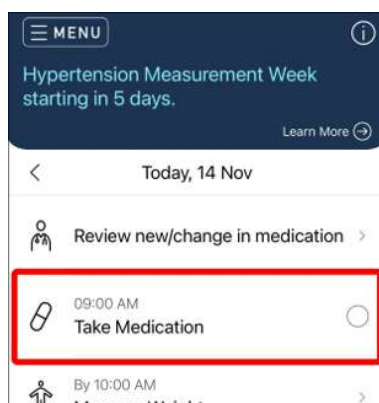 MENU
Hypertension Measurement Week
starting in 5 days.
Learn More
Today, 14 Nov
Review new/change in medication
09:00 AM
Take Medication
By 10:00 AM